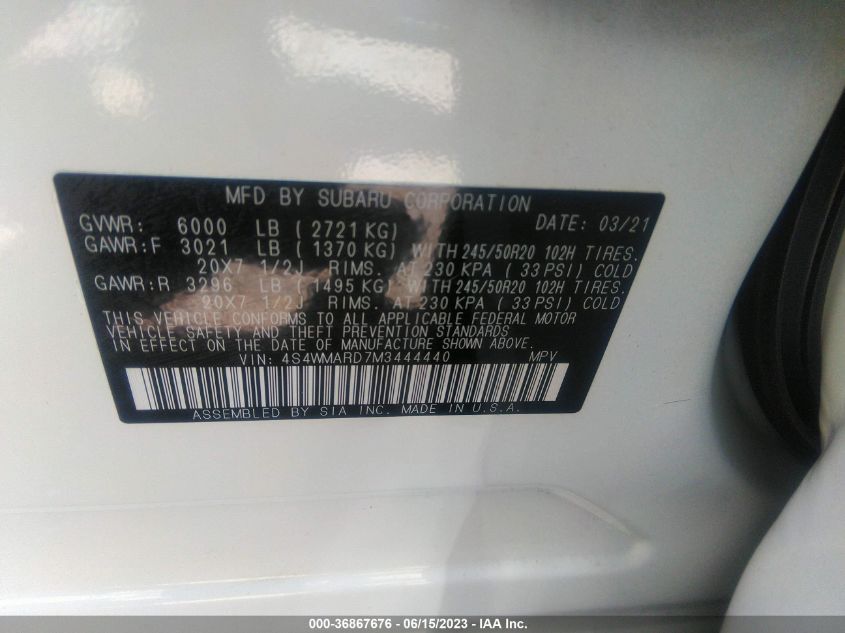 MFD BY SUBARU CORPORATION
GVWR: 6000 LB ( 2721 KG) DATE: 03/21
GAWR:F 3021 LB ( 1370 KG) WITH 245/50R20 102H TIRES.
20X7 1/2J RIMS. AT 230 KPA ( 33 PSI) COLD
GAWR:R 3296 LB ( 1495 KG) WITH 245/50R20 102H TIRES.
20X7 1/2J RIMS. AT 230 KPA ( 33 PSI) COLD
THIS VEHICLE CONFORMS TO ALL APPLICABLE FEDERAL MOTOR
VEHICLE SAFETY AND THEFT PREVENTION STANDARDS
IN EFFECT ON THE DATE OF MANUFACTURE SHOWN ABOVE.
VIN: 4S4WMARD7M3444440 MPV
ASSEMBLED BY SIA INC. MADE IN U.S.A.
000-36867676 - 06/15/2023 - IAA Inc.